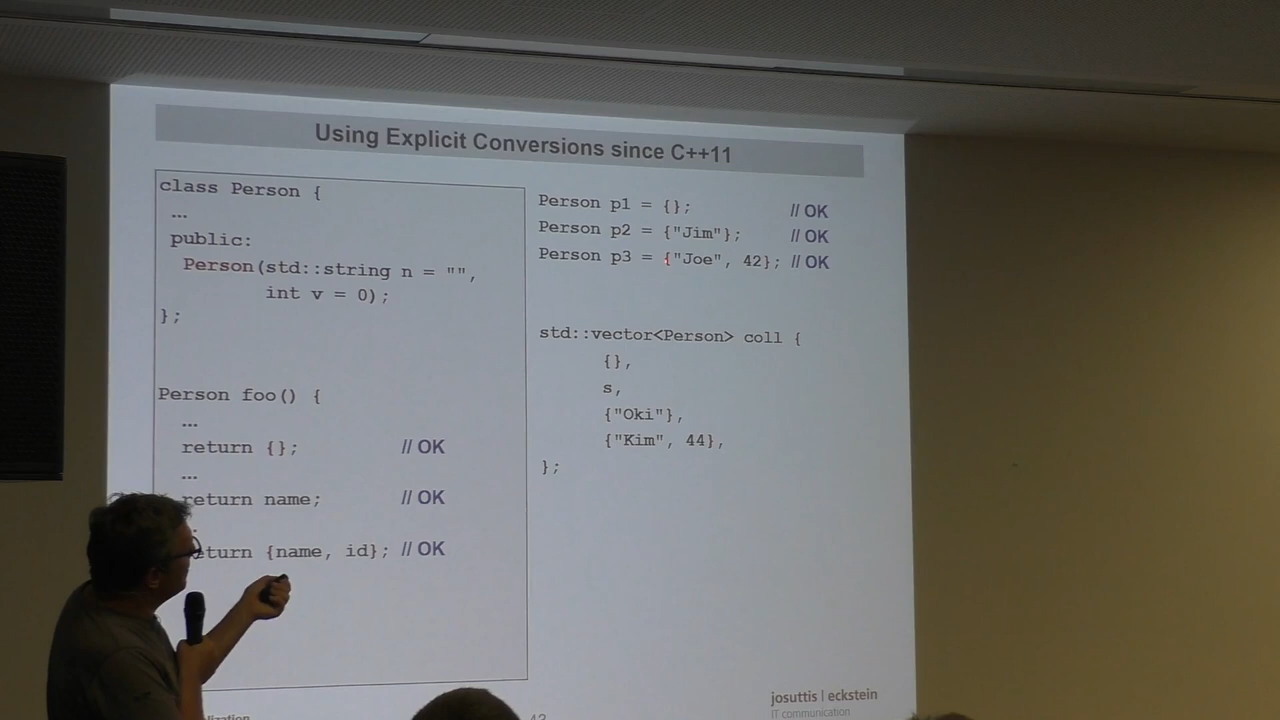 Using Explicit Conversions since C++11
class Person {
...
public:
Person(std::string n = "",
int v = 0);
};
Person foo() {
...
return {}; // OK
...
return name; // OK
return {name, id}; // OK
Person p1 = {}; // OK
Person p2 = {"Jim"}; // OK
Person p3 = {"Joe", 42}; // OK
std::vector<Person> coll {
{},
s,
{"Oki"},
{"Kim", 44},
};
josuttis | eckstein
IT communication